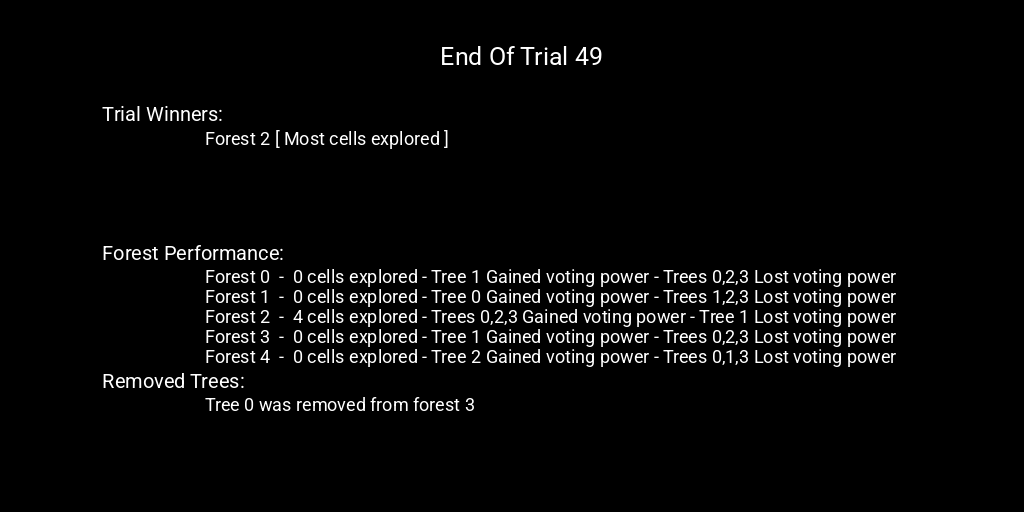 End Of Trial 49
Trial Winners:
Forest 2 [ Most cells explored ]
Forest Performance:
Forest 0 - 0 cells explored - Tree 1 Gained voting power - Trees 0,2,3 Lost voting power
Forest 1 - 0 cells explored - Tree 0 Gained voting power - Trees 1,2,3 Lost voting power
Forest 2 - 4 cells explored - Trees 0,2,3 Gained voting power - Tree 1 Lost voting power
Forest 3 - 0 cells explored - Tree 1 Gained voting power - Trees 0,2,3 Lost voting power
Forest 4 - 0 cells explored - Tree 2 Gained voting power - Trees 0,1,3 Lost voting power
Removed Trees:
Tree 0 was removed from forest 3